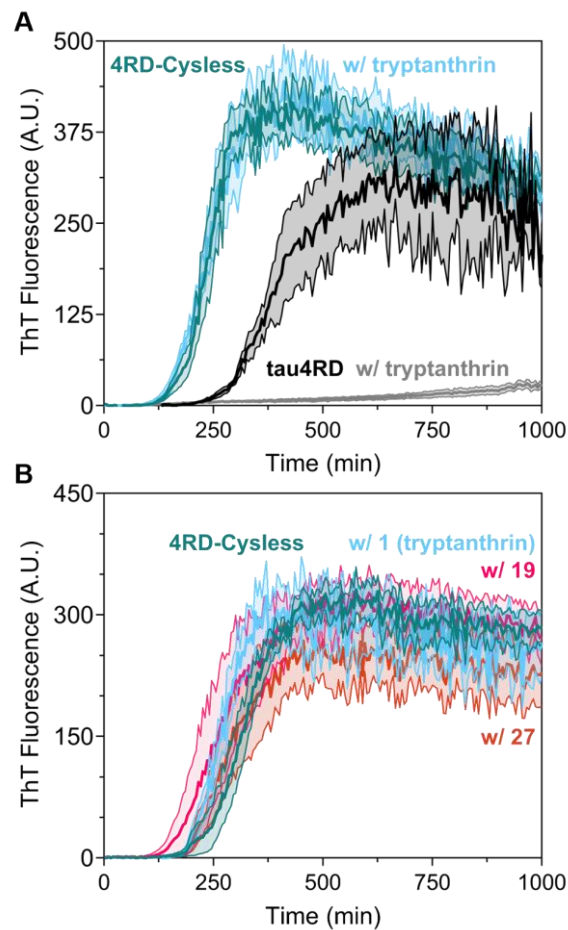 A
500
4RD-Cysless w/ tryptanthrin
375
250
125
tau4RD w/ tryptanthrin
0
0 250 500 750 1000
ThT Fluorescence (A.U.)
Time (min)
B
450
4RD-Cysless w/ 1 (tryptanthrin)
w/ 19
300
150
w/ 27
0
0 250 500 750 1000
ThT Fluorescence (A.U.)
Time (min)